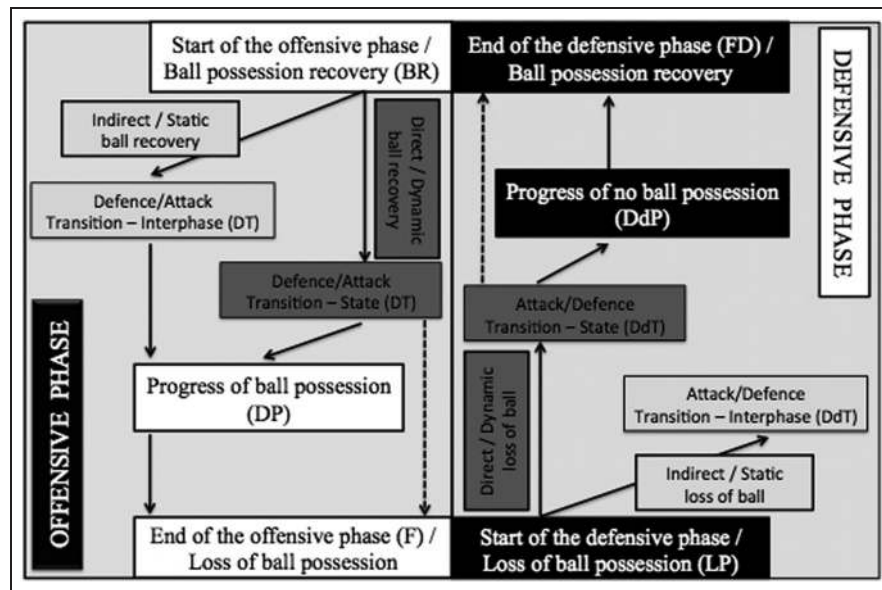 Start of the offensive phase /
Ball possession recovery (BR)
End of the defensive phase (FD) /
Ball possession recovery
DEFENSIVE PHASE
Indirect / Static
ball recovery
Direct / Dynamic
ball recovery
Defence/Attack
Transition – Interphase (DT)
Progress of no ball possession
(DdP)
Defence/Attack
Transition – State (DT)
Attack/Defence
Transition – State (DdT)
OFFENSIVE PHASE
Progress of ball possession
(DP)
Direct / Dynamic
loss of ball
Attack/Defence
Transition – Interphase (DdT)
Indirect / Static
loss of ball
End of the offensive phase (F) /
Loss of ball possession
Start of the defensive phase /
Loss of ball possession (LP)